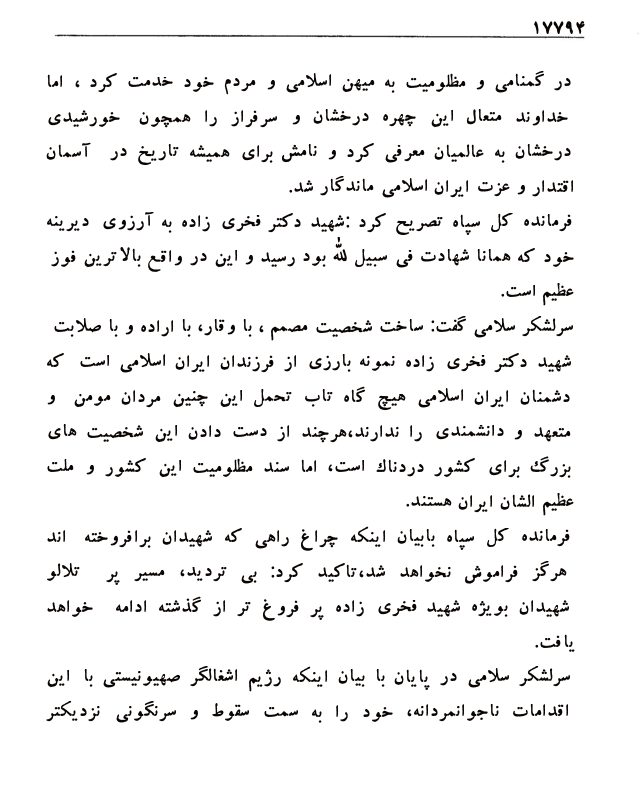 ۱۷۷۹۴
در گمنامی و مظلومیت به میهن اسلامی و مردم خود خدمت کرد ، اما
خداوند متعال این چهره درخشان و سرفراز را همچون خورشیدی
درخشان به عالمیان معرفی کرد و نامش برای همیشه تاریخ در آسمان
اقتدار و عزت ایران اسلامی ماندگار شد.
فرمانده کل سپاه تصریح کرد :شهید دکتر فخری زاده به آرزوی دیرینه
خود که همانا شهادت فی سبیل لله بود رسید و این در واقع بالاترین فوز
عظیم است.
سرلشکر سلامی گفت: ساخت شخصیت مصمم ، با وقار، با اراده و با صلابت
شهید دکتر فخری زاده نمونه بارزی از فرزندان ایران اسلامی است که
دشمنان ایران اسلامی هیچ گاه تاب تحمل این چنین مردان مومن و
متعهد و دانشمندی را ندارند،هرچند از دست دادن این شخصیت های
بزرگ برای کشور دردناک است، اما سند مظلومیت این کشور و ملت
عظیم الشان ایران هستند.
فرمانده کل سپاه بابیان اینکه چراغ راهی که شهیدان برافروخته اند
هرگز فراموش نخواهد شد،تاکید کرد: بی تردید، مسیر پر تلالو
شهیدان بویژه شهید فخری زاده پر فروغ تر از گذشته ادامه خواهد
یافت.
سرلشکر سلامی در پایان با بیان اینکه رژیم اشغالگر صهیونیستی با این
اقدامات ناجوانمردانه، خود را به سمت سقوط و سرنگونی نزدیکتر